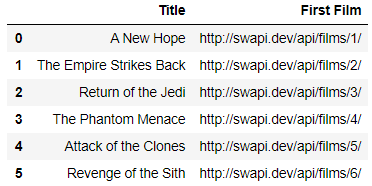 Title First Film
0 A New Hope http://swapi.dev/api/films/1/
1 The Empire Strikes Back http://swapi.dev/api/films/2/
2 Return of the Jedi http://swapi.dev/api/films/3/
3 The Phantom Menace http://swapi.dev/api/films/4/
4 Attack of the Clones http://swapi.dev/api/films/5/
5 Revenge of the Sith http://swapi.dev/api/films/6/